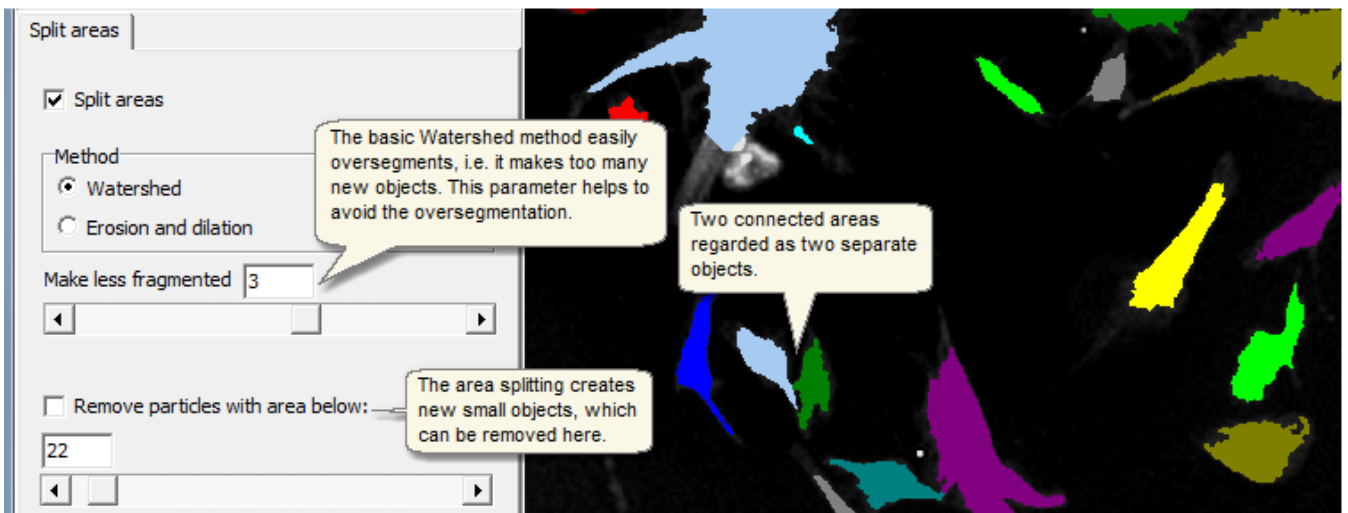 Split areas
Split areas
Method
Watershed
Erosion and dilation
Make less fragmented 3
Remove particles with area below:
22
The basic Watershed method easily
oversegments, i.e. it makes too many
new objects. This parameter helps to
avoid the oversegmentation.
Two connected areas
regarded as two separate
objects.
The area splitting creates
new small objects, which
can be removed here.